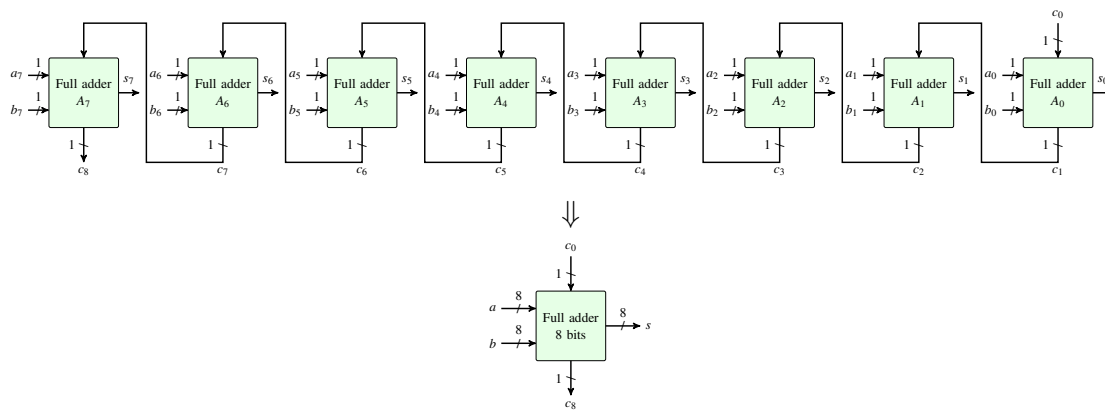 c₀
1 1 1 1 1 1 1 1 1
a₇ Full adder s₇ a₆ Full adder s₆ a₅ Full adder s₅ a₄ Full adder s₄ a₃ Full adder s₃ a₂ Full adder s₂ a₁ Full adder s₁ a₀ Full adder s₀
1 A₇ 1 A₆ 1 A₅ 1 A₄ 1 A₃ 1 A₂ 1 A₁ 1 A₀
b₇ b₆ b₅ b₄ b₃ b₂ b₁ b₀
1 1 1 1 1 1 1 1
c₈ c₇ c₆ c₅ c₄ c₃ c₂ c₁
⇓
c₀
1
a 8 Full adder 8 s
b 8 8 bits
1
c₈